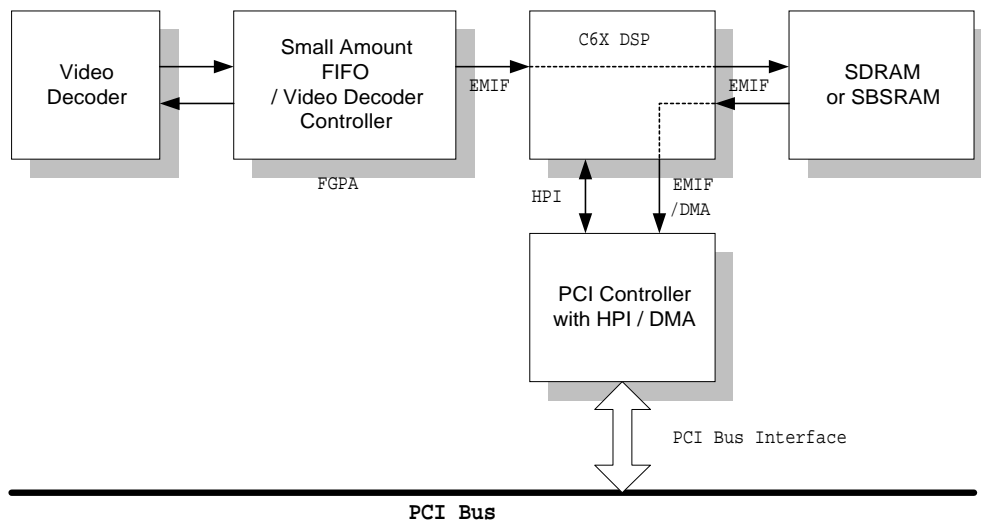 Video
Decoder
Small Amount
FIFO
/ Video Decoder
Controller
FGPA
EMIF
C6X DSP
EMIF
SDRAM
or SBSRAM
HPI
EMIF
/DMA
PCI Controller
with HPI / DMA
PCI Bus Interface
PCI Bus